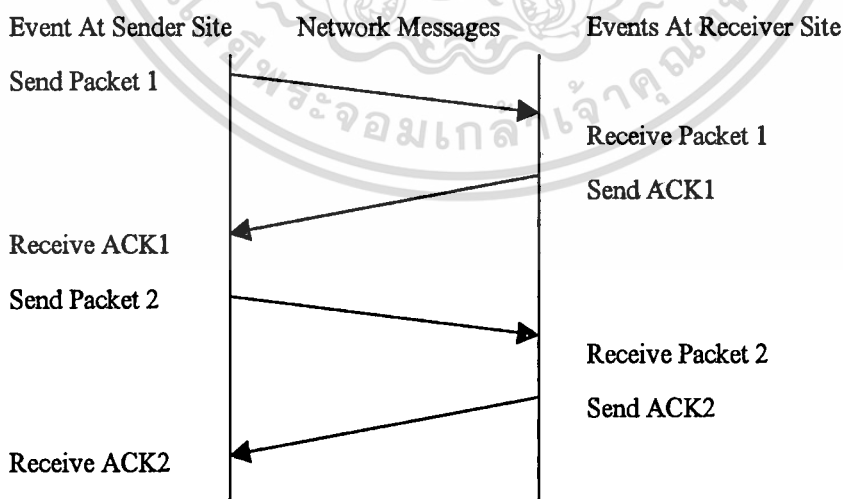 Event At Sender Site Network Messages Events At Receiver Site
Send Packet 1
Receive Packet 1
Send ACK1
Receive ACK1
Send Packet 2
Receive Packet 2
Send ACK2
Receive ACK2